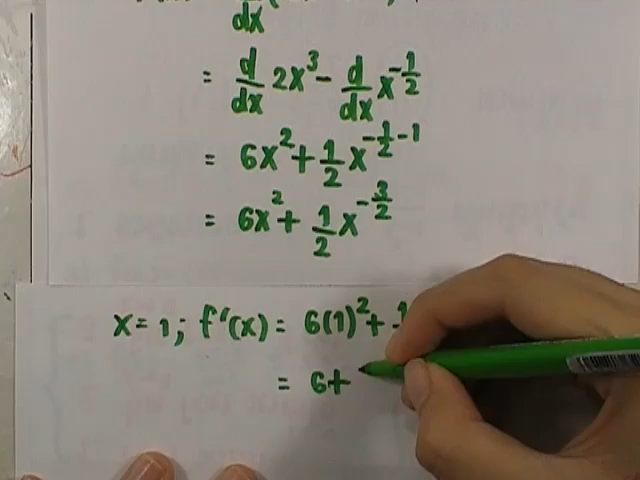 d/dx
= d/dx 2x³ - d/dx x^(-1/2)
= 6x² + 1/2 x^(-1/2 - 1)
= 6x² + 1/2 x^(-3/2)
x = 1; f'(x) = 6(1)² +
= 6+